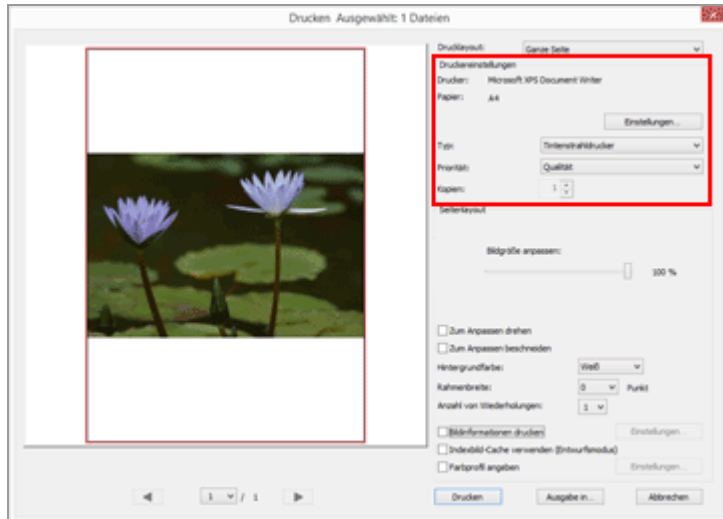 Drucken Ausgewählt: 1 Dateien
Drucklayout: Ganze Seite
Druckereinstellungen
Drucker: Microsoft XPS Document Writer
Papier: A4
Einstellungen...
Typ: Tintenstrahldrucker
Priorität: Qualität
Kopien: 1
Seitenlayout
Bildgröße anpassen:
100 %
Zum Anpassen drehen
Zum Anpassen beschneiden
Hintergrundfarbe: Weiß
Rahmenbreite: 0 Punkt
Anzahl von Wiederholungen: 1
Bildinformationen drucken Einstellungen...
Indexbild-Cache verwenden (Entwurfsmodus)
Farbprofil angeben Einstellungen...
1 / 1
Drucken Ausgabe in... Abbrechen